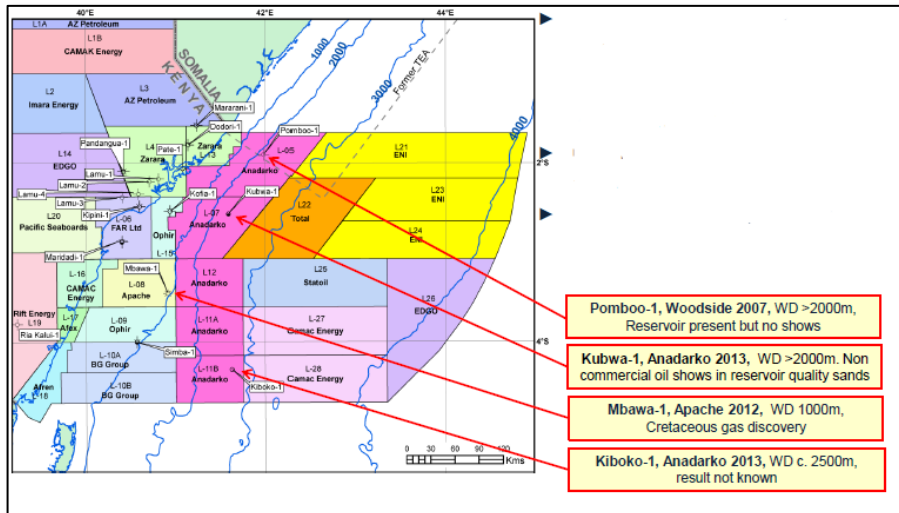 40°E
42°E
44°E
L1A
AZ Petroleum
L1B
CAMAK Energy
SOMALIA
KENYA
1000
2000
3000
Former TEA
4000
L2
Imara Energy
L3
AZ Petroleum
Mararani-1
Dodori-1
Pomboo-1
Pandangua-1
L4
Zarara
Pate-1
Zarara
L-13
L-05
Anadarko
L21
ENI
2°S
L14
EDGO
Lamu-1
Lamu-2
Lamu-4
Lamu-3
Kipini-1
Kofia-1
Kubwa-1
L23
ENI
L20
Pacific Seaboards
L-06
FAR Ltd
Ophir
L-15
L-07
Anadarko
L22
Total
L24
ENI
Maridadi-1
Mbawa-1
L-16
CAMAC
Energy
L-08
Apache
L12
Anadarko
L25
Statoil
L26
EDGO
Rift Energy
L19
Ria Kalui-1
L-17
Afex
L-09
Ophir
L-11A
Anadarko
L-27
Camac Energy
Simba-1
4°S
L-10A
BG Group
Afren
L-18
L-10B
BG Group
L-11B
Anadarko
Kiboko-1
L-28
Camac Energy
0 30 60 90 120
Kms
Pomboo-1, Woodside 2007, WD >2000m,
Reservoir present but no shows
Kubwa-1, Anadarko 2013, WD >2000m. Non
commercial oil shows in reservoir quality sands
Mbawa-1, Apache 2012, WD 1000m,
Cretaceous gas discovery
Kiboko-1, Anadarko 2013, WD c. 2500m,
result not known